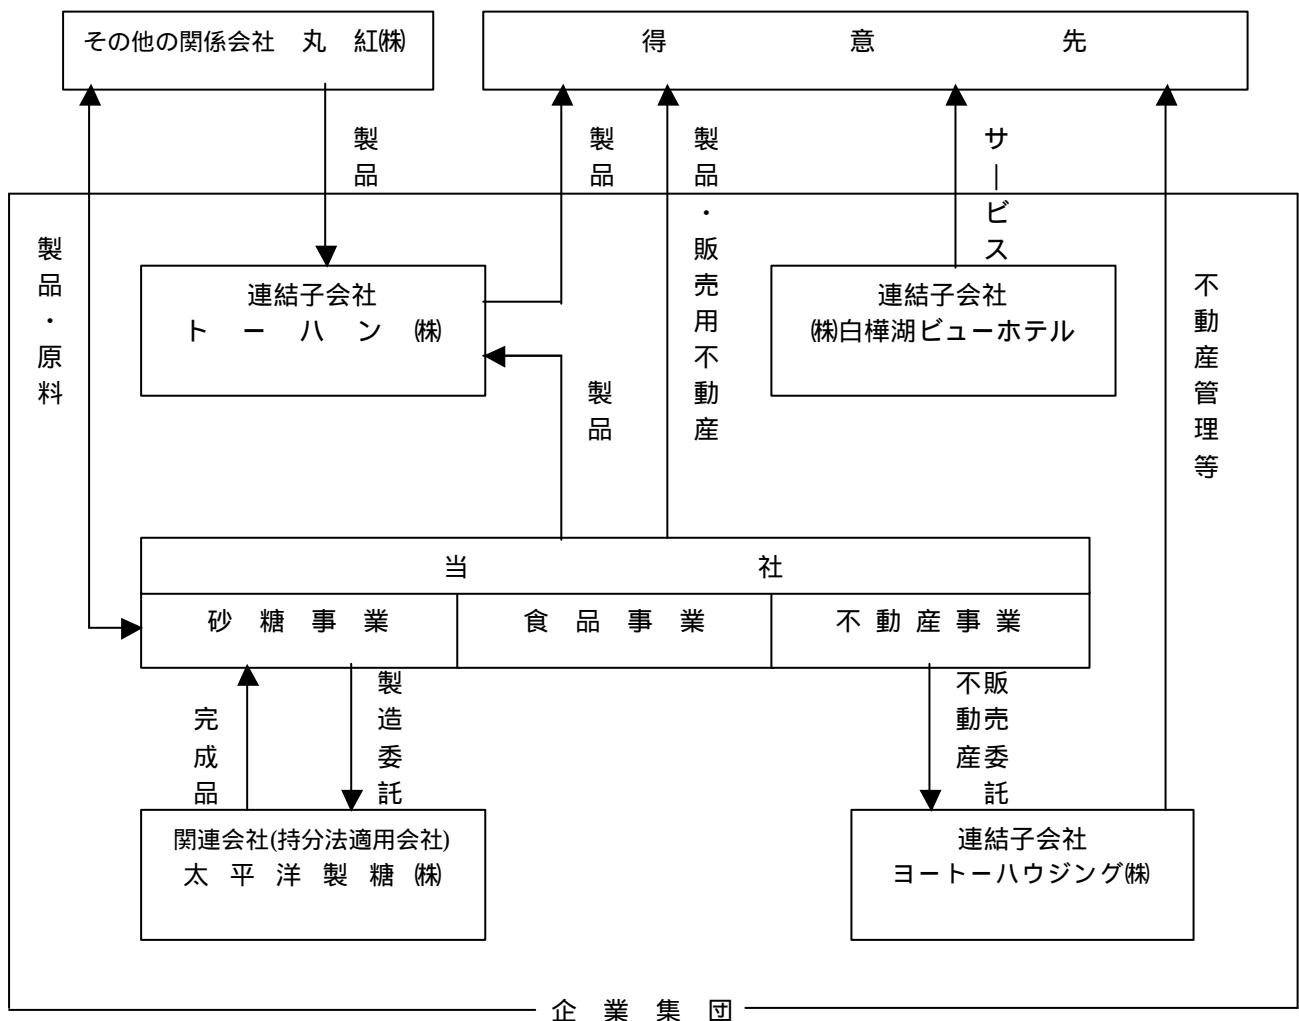 その他の関係会社 丸 紅㈱
得 意 先
製品
製品
製品・販売用不動産
サービス
製品・原料
不動産管理等
連結子会社
ト ー ハ ン ㈱
連結子会社
㈱白樺湖ビューホテル
製品
当 社
砂 糖 事 業
食 品 事 業
不 動 産 事 業
完成品
製造委託
販売委託
不動産
関連会社(持分法適用会社)
太 平 洋 製 糖 ㈱
連結子会社
ヨートーハウジング㈱
企 業 集 団